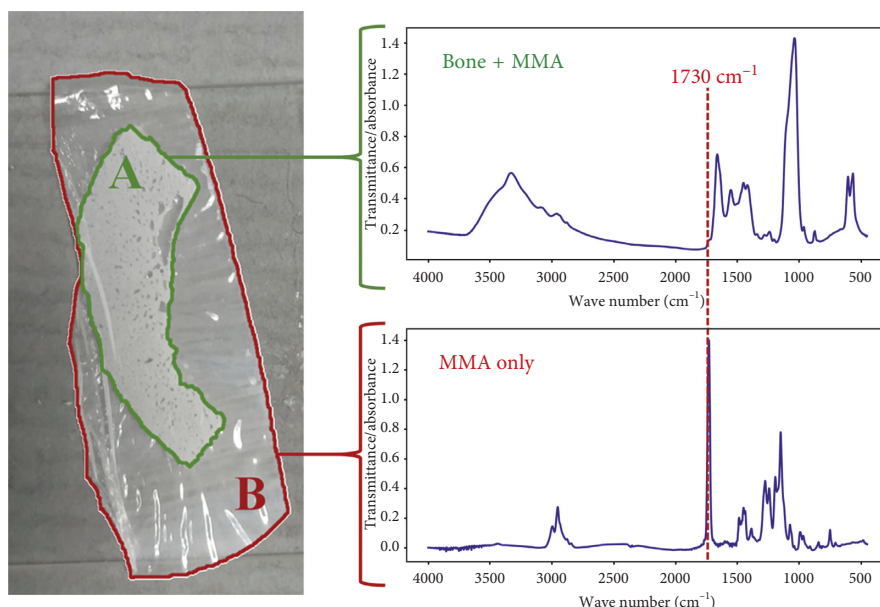 A
B
Bone + MMA
1730 cm⁻¹
Transmittance/absorbance
1.4
1.2
1.0
0.8
0.6
0.4
0.2
4000 3500 3000 2500 2000 1500 1000 500
Wave number (cm⁻¹)
MMA only
Transmittance/absorbance
1.4
1.2
1.0
0.8
0.6
0.4
0.2
0.0
4000 3500 3000 2500 2000 1500 1000 500
Wave number (cm⁻¹)